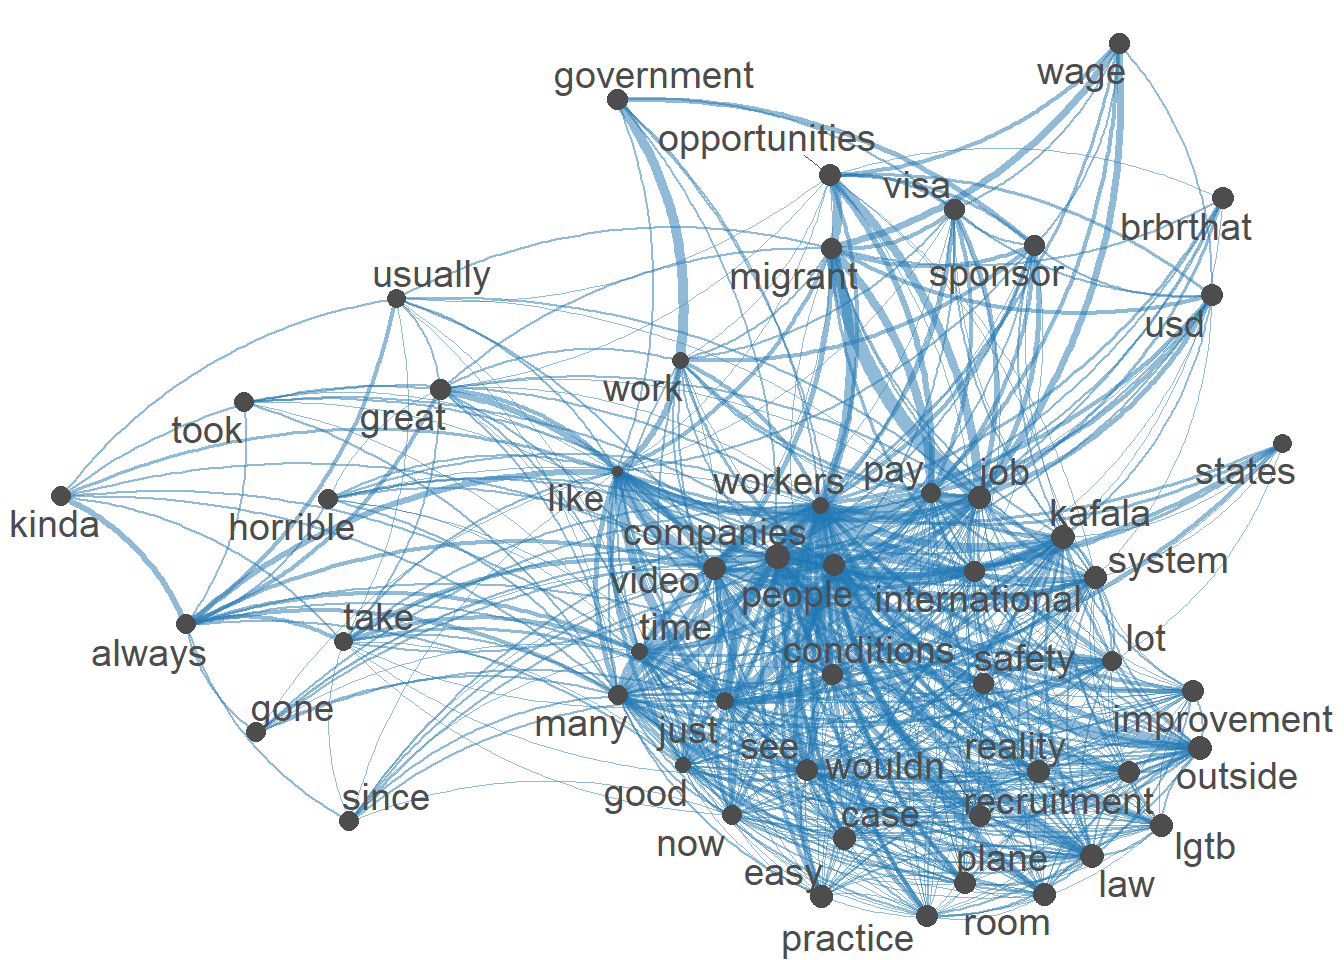 wage
government
opportunities
visa
brbrthat
migrant
sponsor
usually
usd
work
great
took
pay
job
states
workers
like
kinda
horrible
kafala
companies
system
video
people
international
take
time
lot
always
conditions
safety
gone
many
just
see
reality
improvement
wouldn
outside
good
since
recruitment
case
now
lgtb
plane
easy
law
practice
room